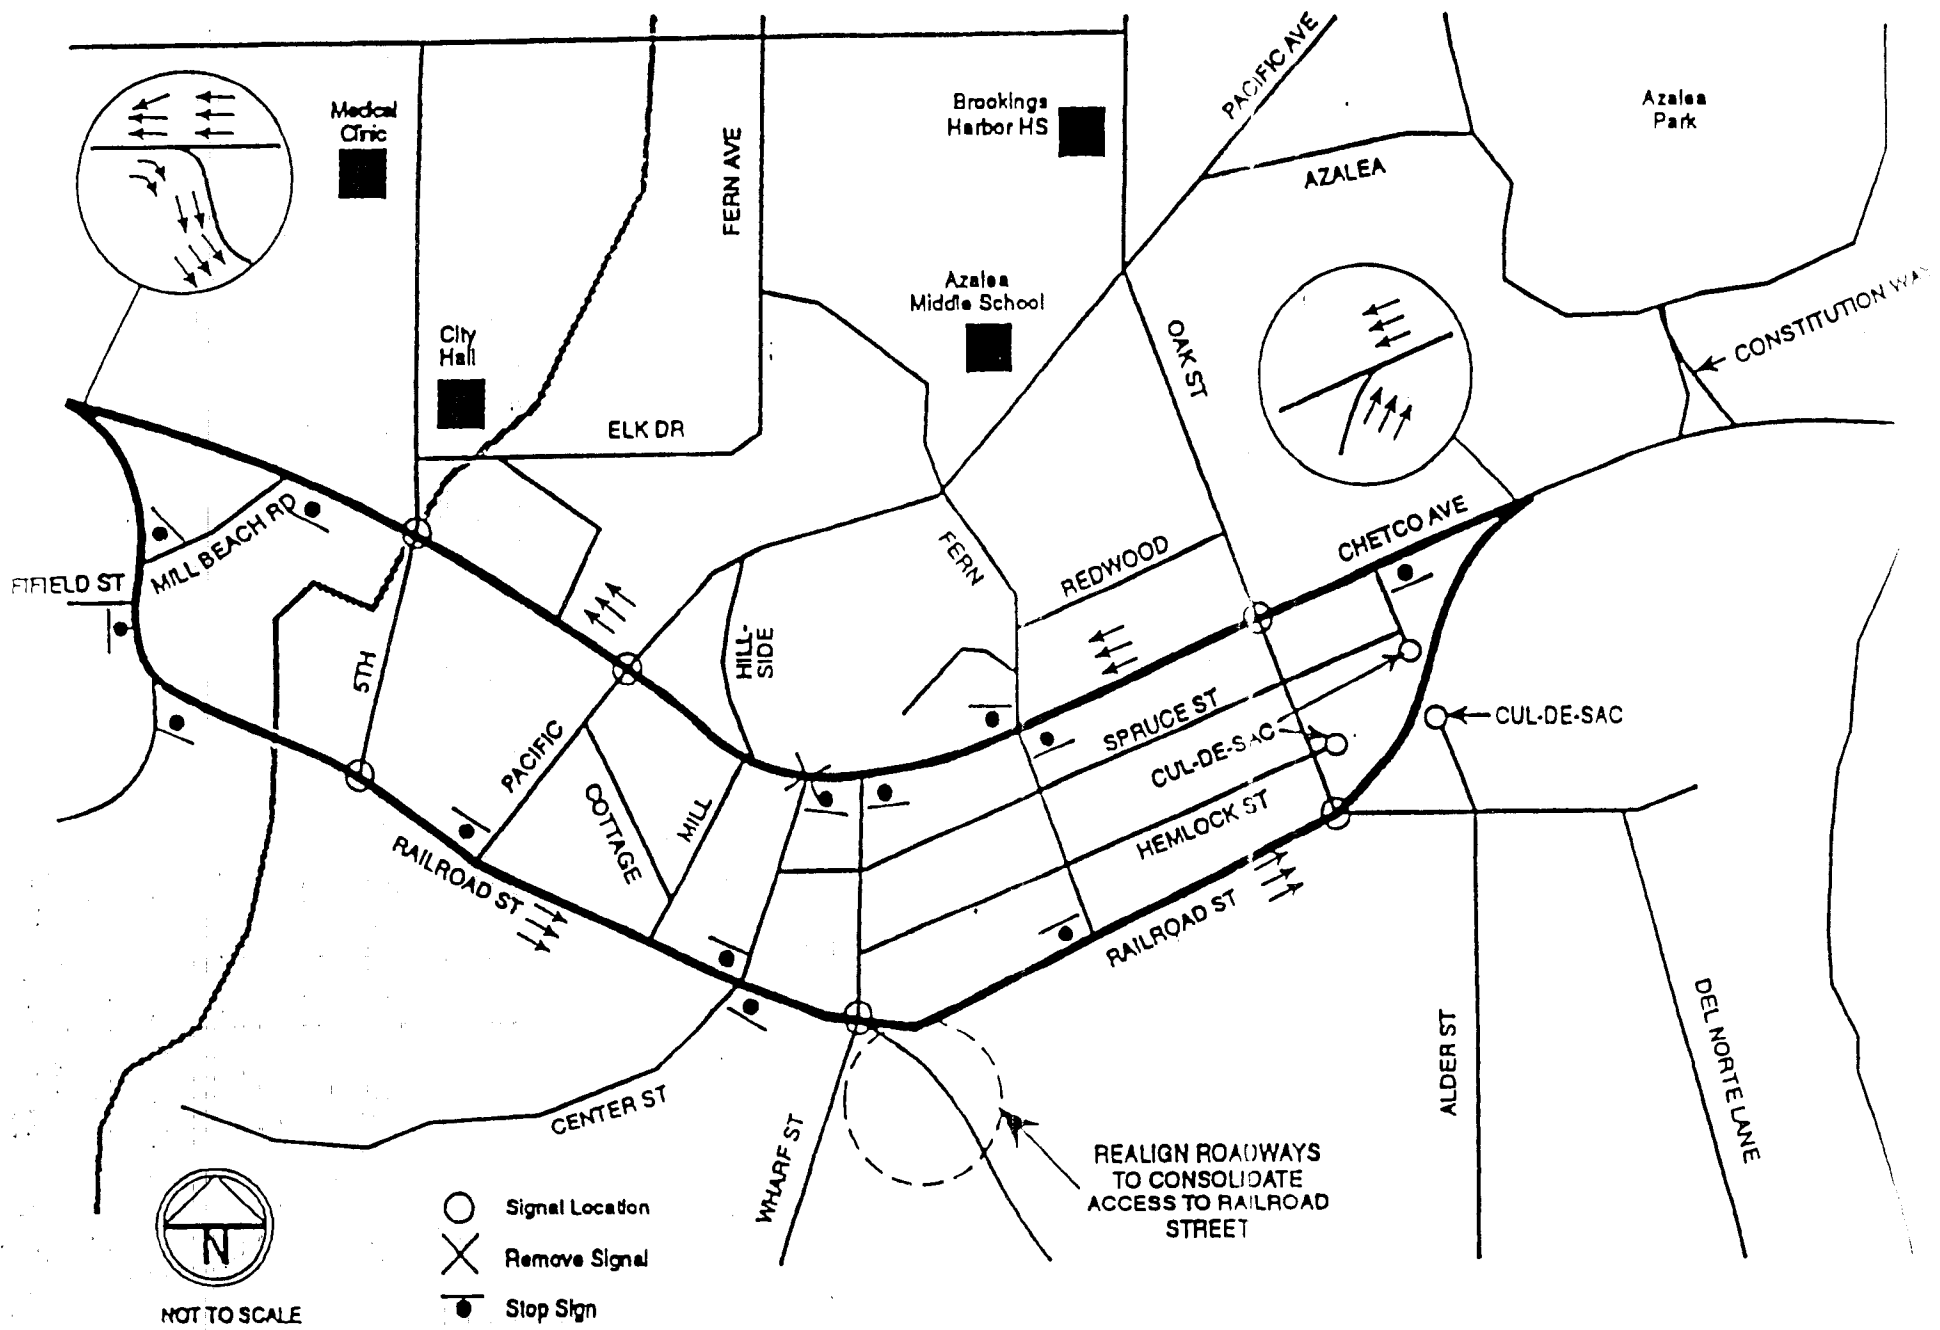 PACIFIC AVE
Medical
Clinic
Brookings
Harbor HS
Azalea
Park
FERN AVE
AZALEA
Azalea
Middle School
CONSTITUTION WAY
City
Hall
OAK ST
ELK DR
CHETCO AVE
MILL BEACH RD
FIFIELD ST
FERN
REDWOOD
HILL-
SIDE
5TH
PACIFIC
SPRUCE ST
CUL-DE-SAC
CUL-DE-SAC
COTTAGE
MILL
HEMLOCK ST
RAILROAD ST
RAILROAD ST
DEL NORTE LANE
ALDER ST
CENTER ST
WHARF ST
REALIGN ROADWAYS
TO CONSOLIDATE
ACCESS TO RAILROAD
STREET
N
NOT TO SCALE
Signal Location
Remove Signal
Stop Sign